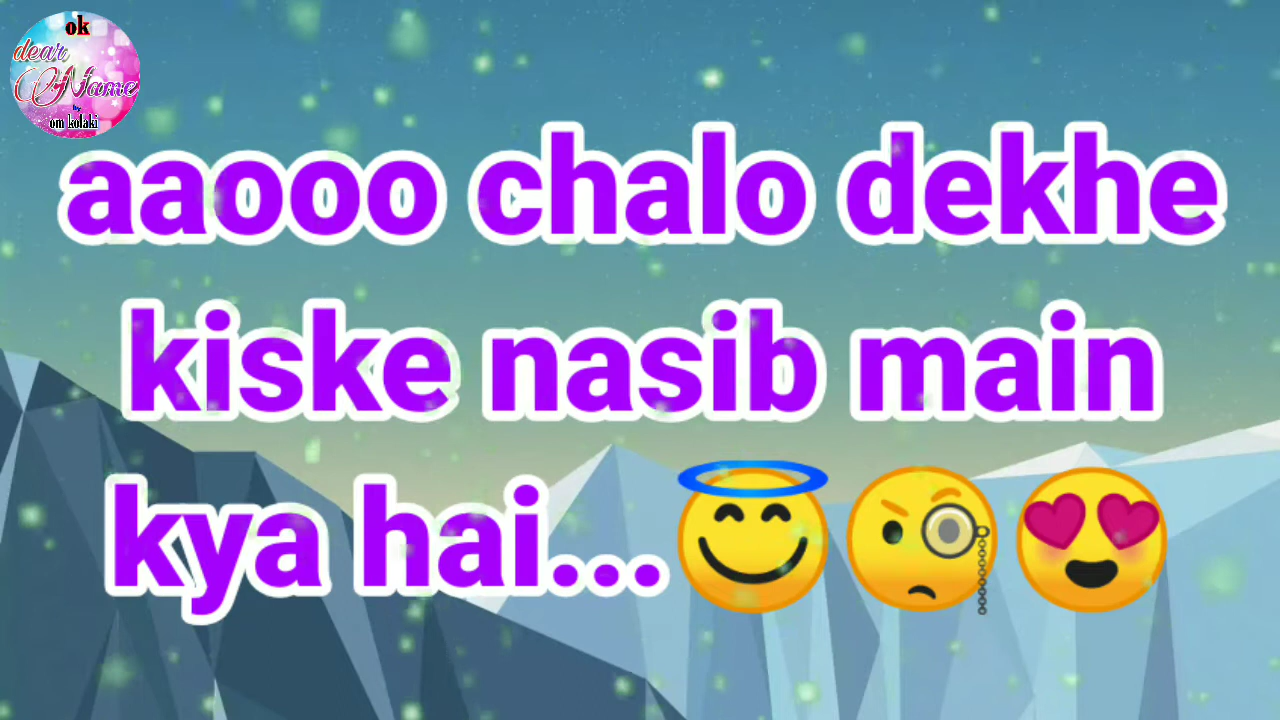 ok
dear
Name
by
om kolaki
aaooo chalo dekhe
kiske nasib main
kya hai...😇🧐😍